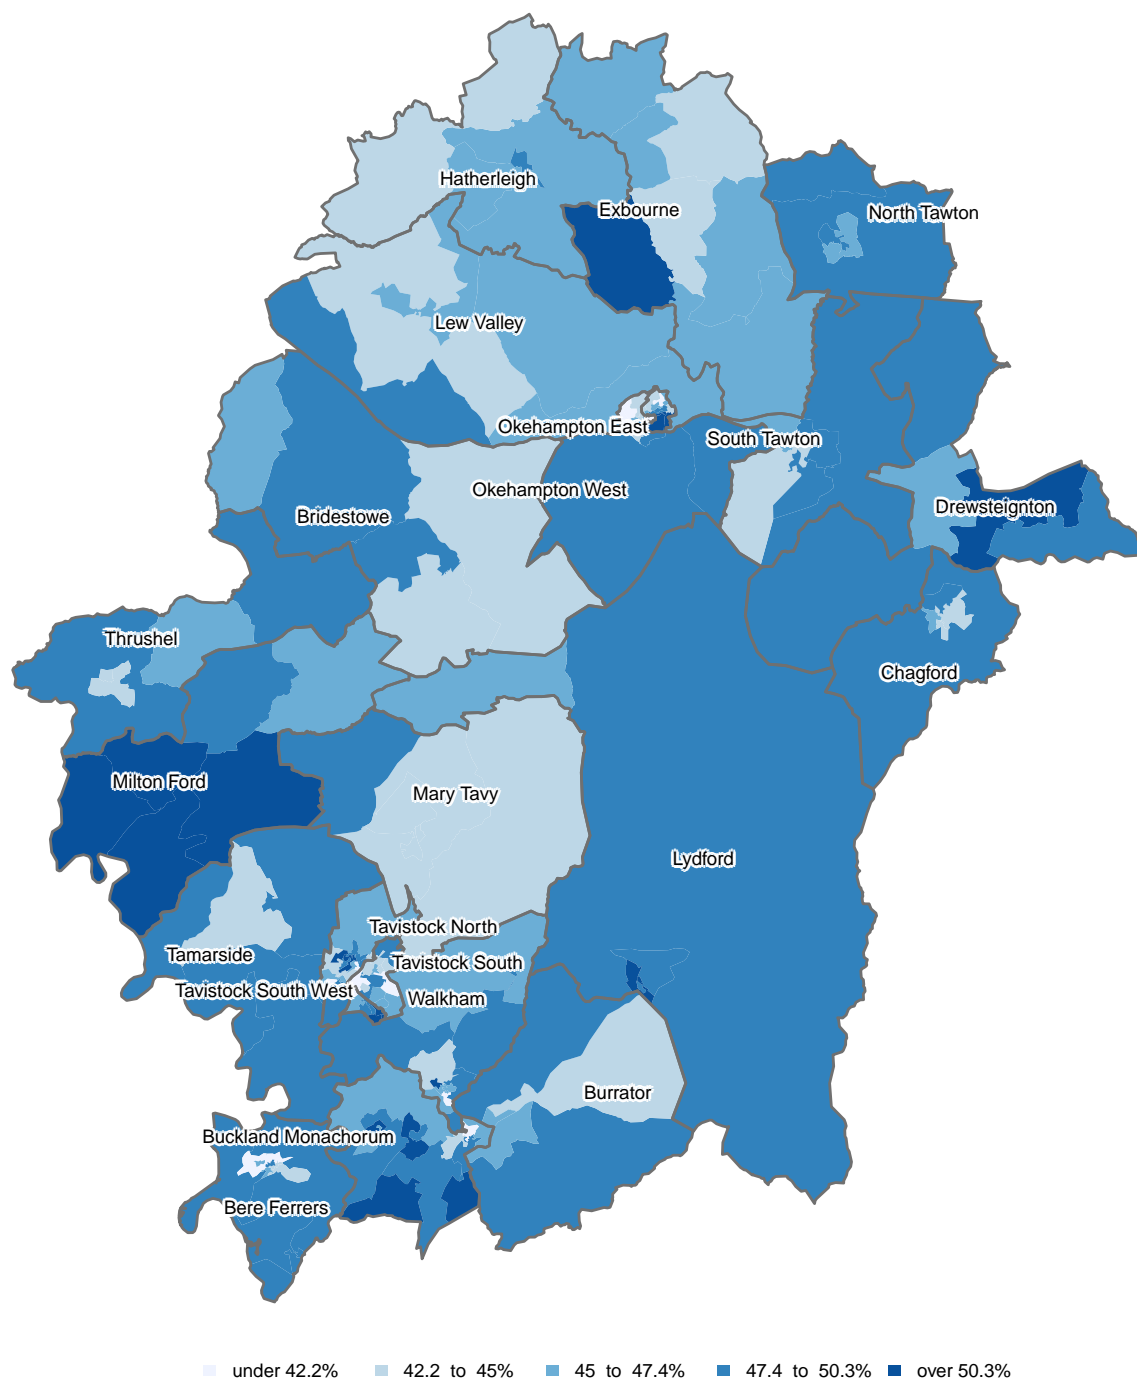 Hatherleigh
Exbourne
North Tawton
Lew Valley
Okehampton East
South Tawton
Okehampton West
Bridestowe
Drewsteignton
Thrushel
Chagford
Milton Ford
Mary Tavy
Lydford
Tavistock North
Tamarside
Tavistock South
Tavistock South West
Walkham
Burrator
Buckland Monachorum
Bere Ferrers
under 42.2% 42.2 to 45% 45 to 47.4% 47.4 to 50.3% over 50.3%